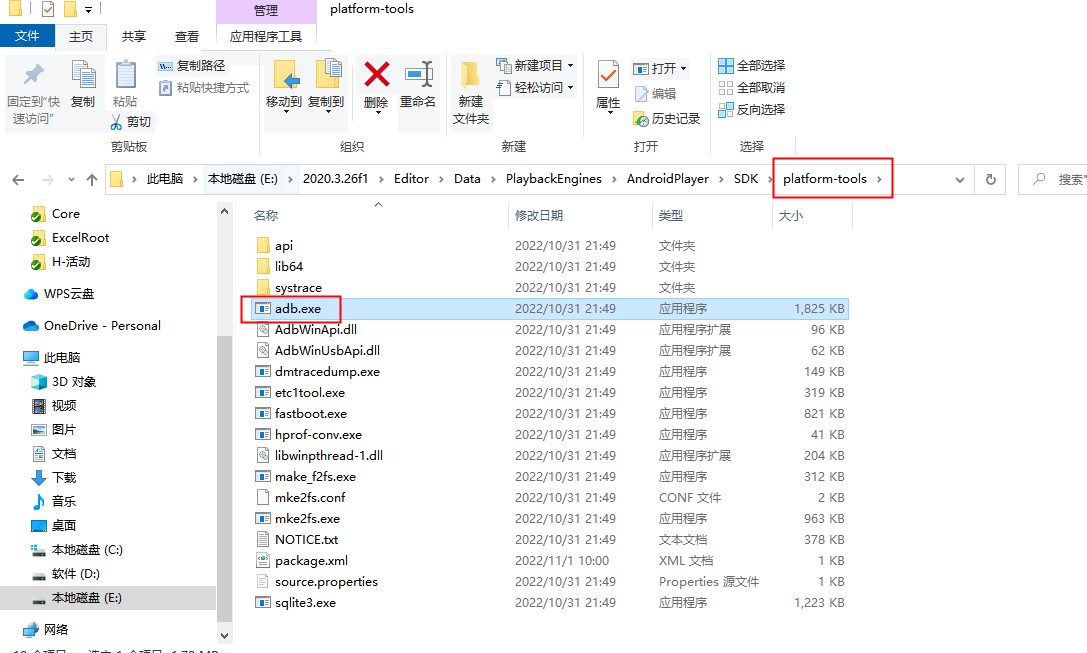 管理
platform-tools
文件
主页
共享
查看
应用程序工具
固定到"快速访问"
复制
粘贴
复制路径
粘贴快捷方式
剪切
剪贴板
移动到
复制到
删除
重命名
组织
新建文件夹
新建项目
轻松访问
新建
属性
打开
编辑
历史记录
打开
全部选择
全部取消
反向选择
选择
此电脑 本地磁盘 (E:) 2020.3.26f1 Editor Data PlaybackEngines AndroidPlayer SDK platform-tools
搜索"
Core
ExcelRoot
H-活动
WPS云盘
OneDrive - Personal
此电脑
3D 对象
视频
图片
文档
下载
音乐
桌面
本地磁盘 (C:)
软件 (D:)
本地磁盘 (E:)
网络
名称 修改日期 类型 大小
api 2022/10/31 21:49 文件夹
lib64 2022/10/31 21:49 文件夹
systrace 2022/10/31 21:49 文件夹
adb.exe 2022/10/31 21:49 应用程序 1,825 KB
AdbWinApi.dll 2022/10/31 21:49 应用程序扩展 96 KB
AdbWinUsbApi.dll 2022/10/31 21:49 应用程序扩展 62 KB
dmtracedump.exe 2022/10/31 21:49 应用程序 149 KB
etc1tool.exe 2022/10/31 21:49 应用程序 319 KB
fastboot.exe 2022/10/31 21:49 应用程序 821 KB
hprof-conv.exe 2022/10/31 21:49 应用程序 41 KB
libwinpthread-1.dll 2022/10/31 21:49 应用程序扩展 204 KB
make_f2fs.exe 2022/10/31 21:49 应用程序 312 KB
mke2fs.conf 2022/10/31 21:49 CONF 文件 2 KB
mke2fs.exe 2022/10/31 21:49 应用程序 963 KB
NOTICE.txt 2022/10/31 21:49 文本文档 378 KB
package.xml 2022/11/1 10:00 XML 文档 1 KB
source.properties 2022/10/31 21:49 Properties 源文件 1 KB
sqlite3.exe 2022/10/31 21:49 应用程序 1,223 KB